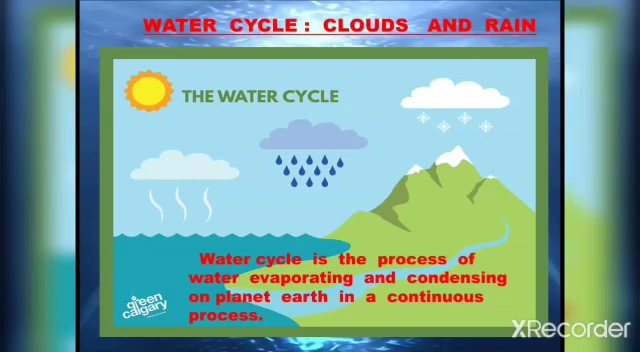 WATER CYCLE : CLOUDS AND RAIN
THE WATER CYCLE
Water cycle is the process of
water evaporating and condensing
on planet earth in a continuous
process.
green
calgary
XRecorder